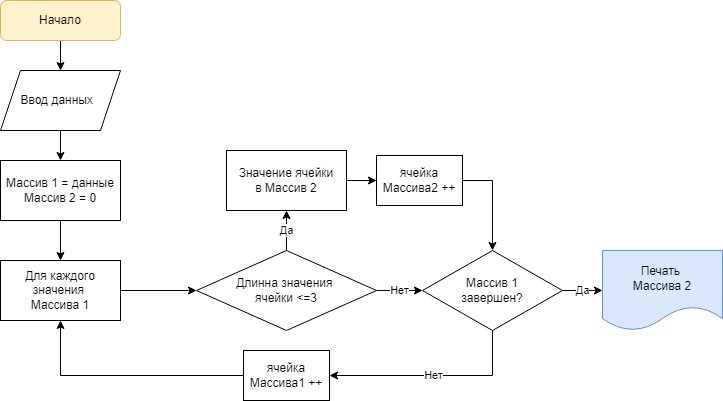 Начало
Ввод данных
Массив 1 = данные
Массив 2 = 0
Для каждого
значения
Массива 1
Длинна значения
ячейки <=3
Да
Значение ячейки
в Массив 2
ячейка
Массива2 ++
Нет
Массив 1
завершен?
Да
Печать
Массива 2
Нет
ячейка
Массива1 ++